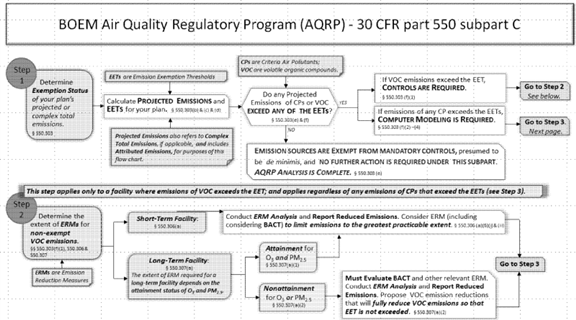 BOEM Air Quality Regulatory Program (AQRP) - 30 CFR part 550 subpart C
Step
1
Determine
Exemption Status
of your plan's
projected or
complex total
emissions.
§ 550.303
EETs are Emission Exemption Thresholds
Calculate PROJECTED EMISSIONS and
EETs for your plan.
Projected Emissions also refers to Complex
Total Emissions, if applicable, and includes
Attributed Emissions, for purposes of this
flow chart.
CPs are Criteria Air Pollutants;
VOC are volatile organic compounds.
Do any Projected
Emissions of CPs or VOC
EXCEED ANY OF THE EETs?
YES
NO
If VOC emissions exceed the EET,
CONTROLS ARE REQUIRED.
Go to Step 2
See below.
If emissions of any CP exceed the EETs,
COMPUTER MODELING IS REQUIRED.
Go to Step 3.
Next page.
EMISSION SOURCES ARE EXEMPT FROM MANDATORY CONTROLS, presumed to
be de minimis, and NO FURTHER ACTION IS REQUIRED UNDER THIS SUBPART.
AQRP ANALYSIS IS COMPLETE.
This step applies only to a facility where emissions of VOC exceeds the EET; and applies regardless of any emissions of CPs that exceed the EETs (see Step 3).
Step
2
Determine the
extent of ERMs for
non-exempt
VOC emissions.
ERMs are Emission
Reduction Measures
Short-Term Facility:
Long-Term Facility:
The extent of ERM required for a
long-term facility depends on the
attainment status of O3 and PM2.5.
Conduct ERM Analysis and Report Reduced Emissions. Consider ERM (including
considering BACT) to limit emissions to the greatest practicable extent.
Attainment for
O3 and PM2.5
Nonattainment
for O3 or PM2.5
Must Evaluate BACT and other relevant ERM.
Conduct ERM Analysis and Report Reduced
Emissions. Propose VOC emission reductions
that will fully reduce VOC emissions so that
EET is not exceeded.
Go to Step 3